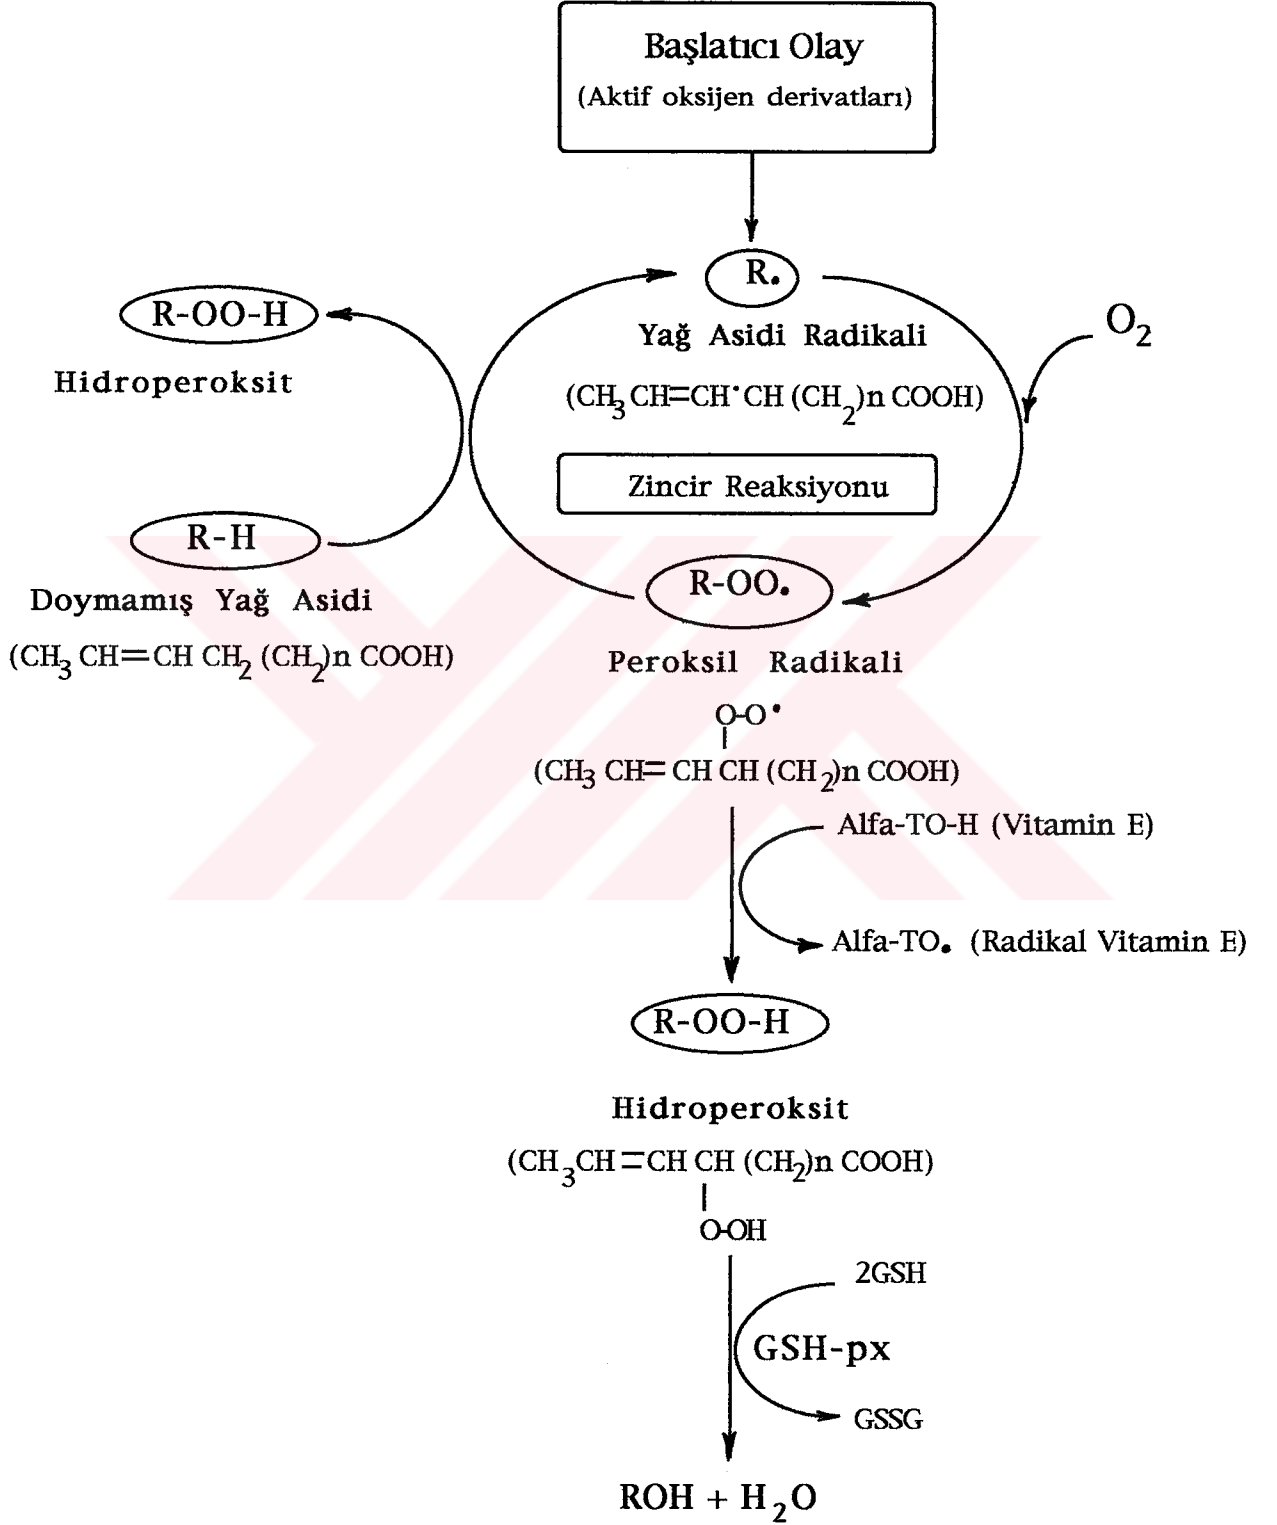 Başlatıcı Olay
(Aktif oksijen derivatları)
R.
Yağ Asidi Radikali
(CH3 CH=CH•CH (CH2)n COOH)
O2
R-OO-H
Hidroperoksit
Zincir Reaksiyonu
R-H
Doymamış Yağ Asidi
(CH3 CH=CH CH2 (CH2)n COOH)
R-OO.
Peroksil Radikali
O-O•
(CH3 CH= CH CH (CH2)n COOH)
Alfa-TO-H (Vitamin E)
Alfa-TO. (Radikal Vitamin E)
R-OO-H
Hidroperoksit
(CH3CH=CH CH (CH2)n COOH)
O-OH
2GSH
GSH-px
GSSG
ROH + H2O